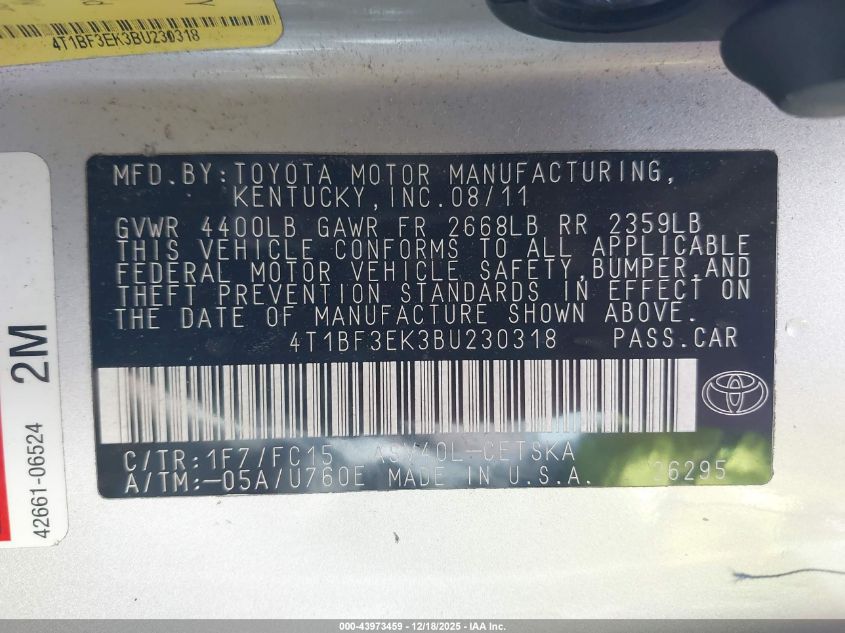 4T1BF3EK3BU230318
MFD.BY:TOYOTA MOTOR MANUFACTURING,
KENTUCKY,INC.08/11
GVWR 4400LB GAWR FR 2668LB RR 2359LB
THIS VEHICLE CONFORMS TO ALL APPLICABLE
FEDERAL MOTOR VEHICLE SAFETY,BUMPER,AND
THEFT PREVENTION STANDARDS IN EFFECT ON
THE DATE OF MANUFACTURE SHOWN ABOVE.
4T1BF3EK3BU230318 PASS.CAR
C/TR:1F7/FC15 ASV40L-CETSKA
A/TM:-05A/U760E MADE IN U.S.A. 26295
2M
42661-06524
000-43973459 - 12/18/2025 - IAA Inc.